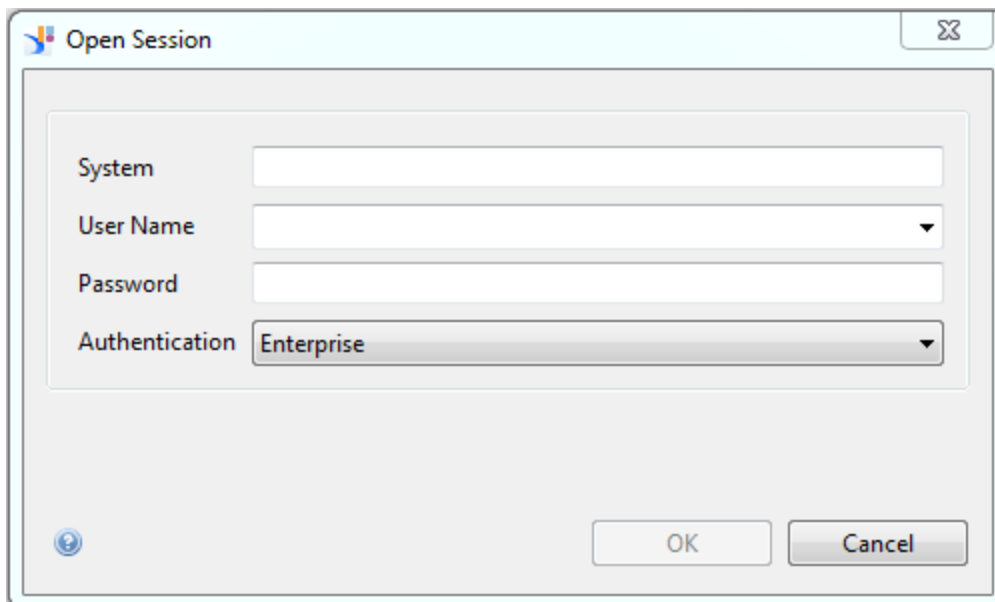 Open Session
System
User Name
Password
Authentication Enterprise
OK Cancel